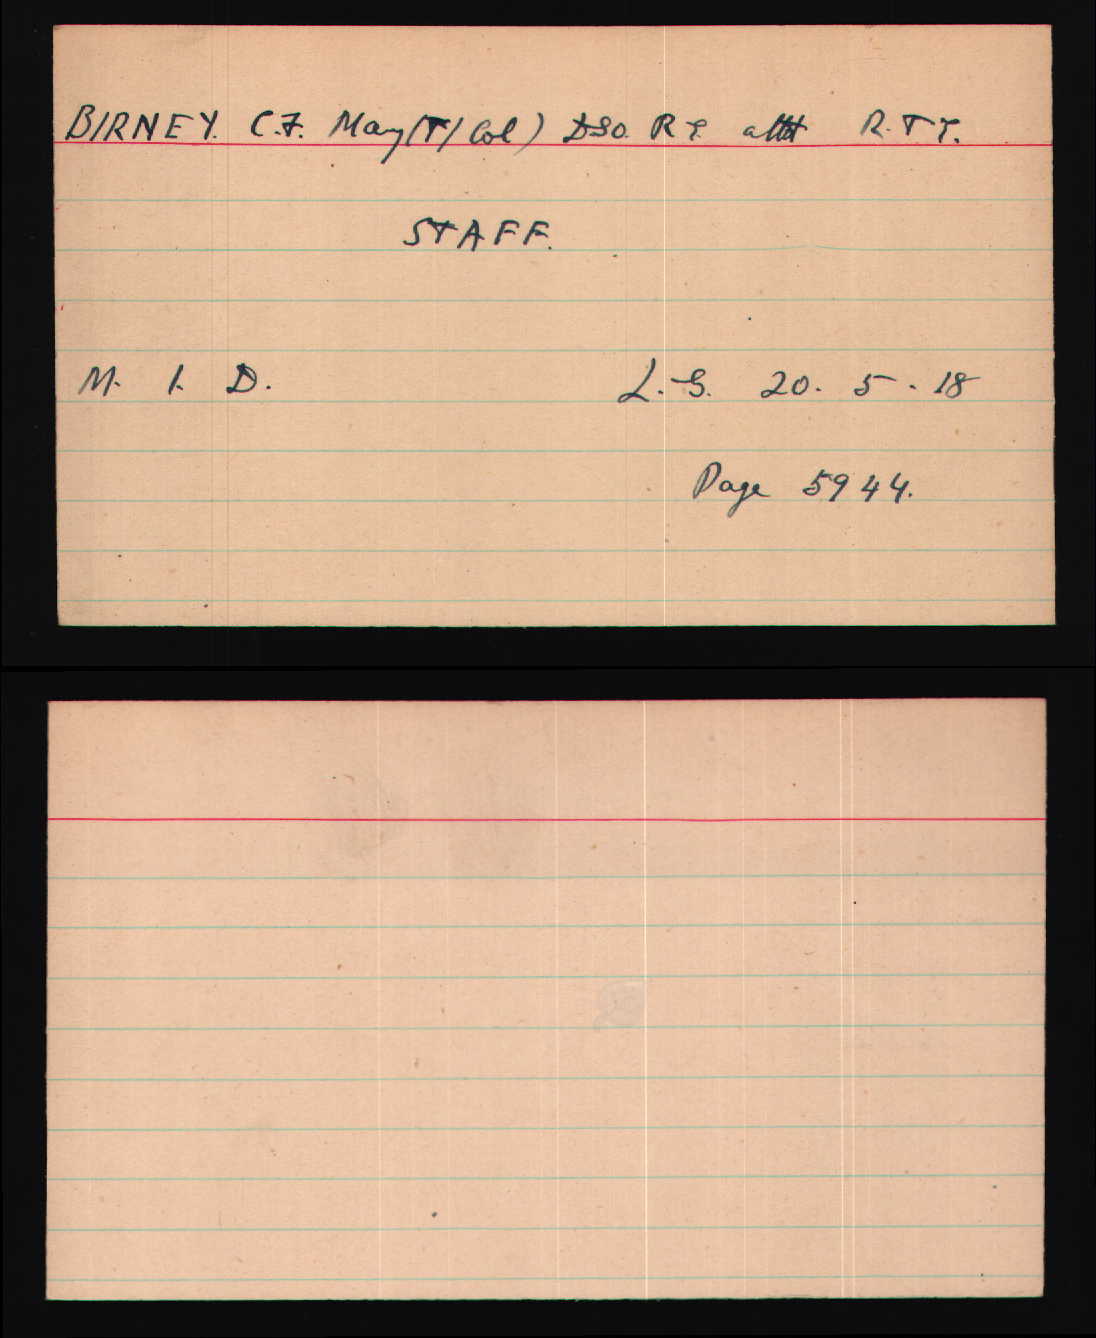 BIRNEY. C.F. Maj (T/Col) DSO. R.E. attd R.T.E.
STAFF.
M. I. D. L.G. 20. 5. 18
Page 5944.